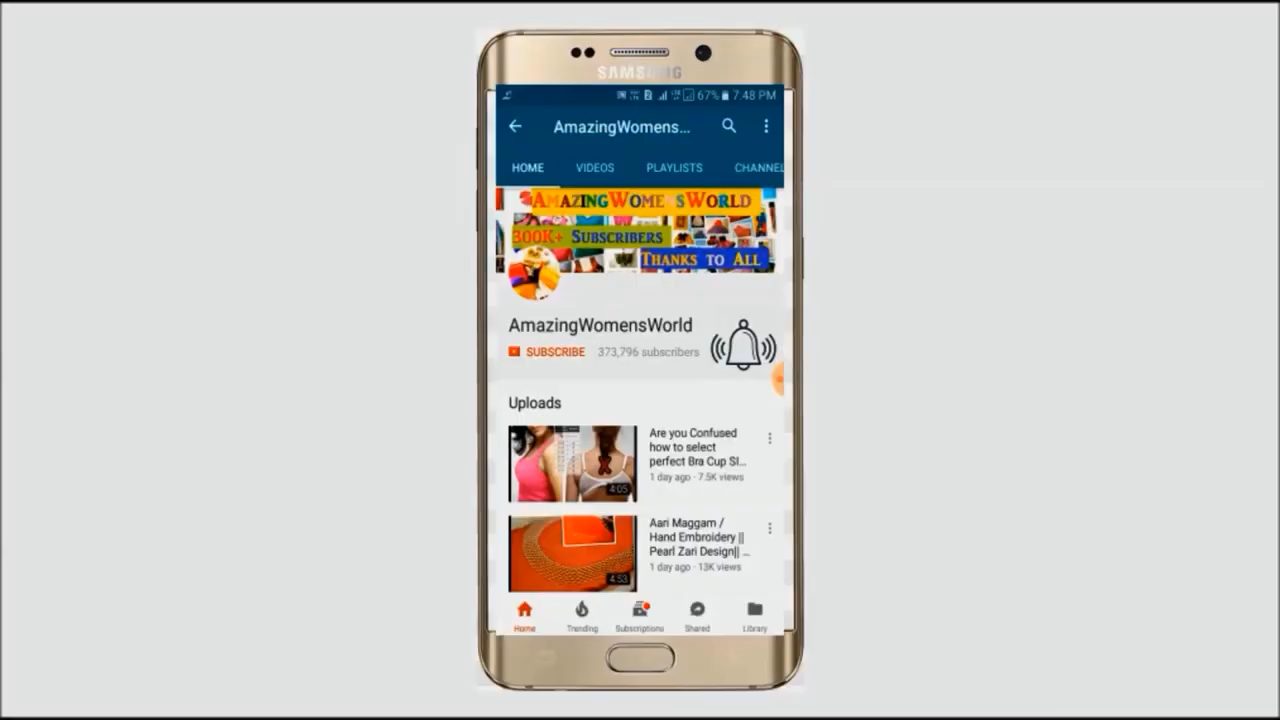 SAMSUNG
67% 7.48 PM
AmazingWomens...
HOME VIDEOS PLAYLISTS CHANNEL
AMAZINGWOMENSWORLD
300K+ SUBSCRIBERS
THANKS TO ALL
AmazingWomensWorld
SUBSCRIBE 373,796 subscribers
Uploads
Are you Confused
how to select
perfect Bra Cup SI...
1 day ago · 7.5K views
4:05
Aari Maggam /
Hand Embroidery ||
Pearl Zari Design|| ...
1 day ago · 13K views
4:53
Home Trending Subscriptions Shared Library